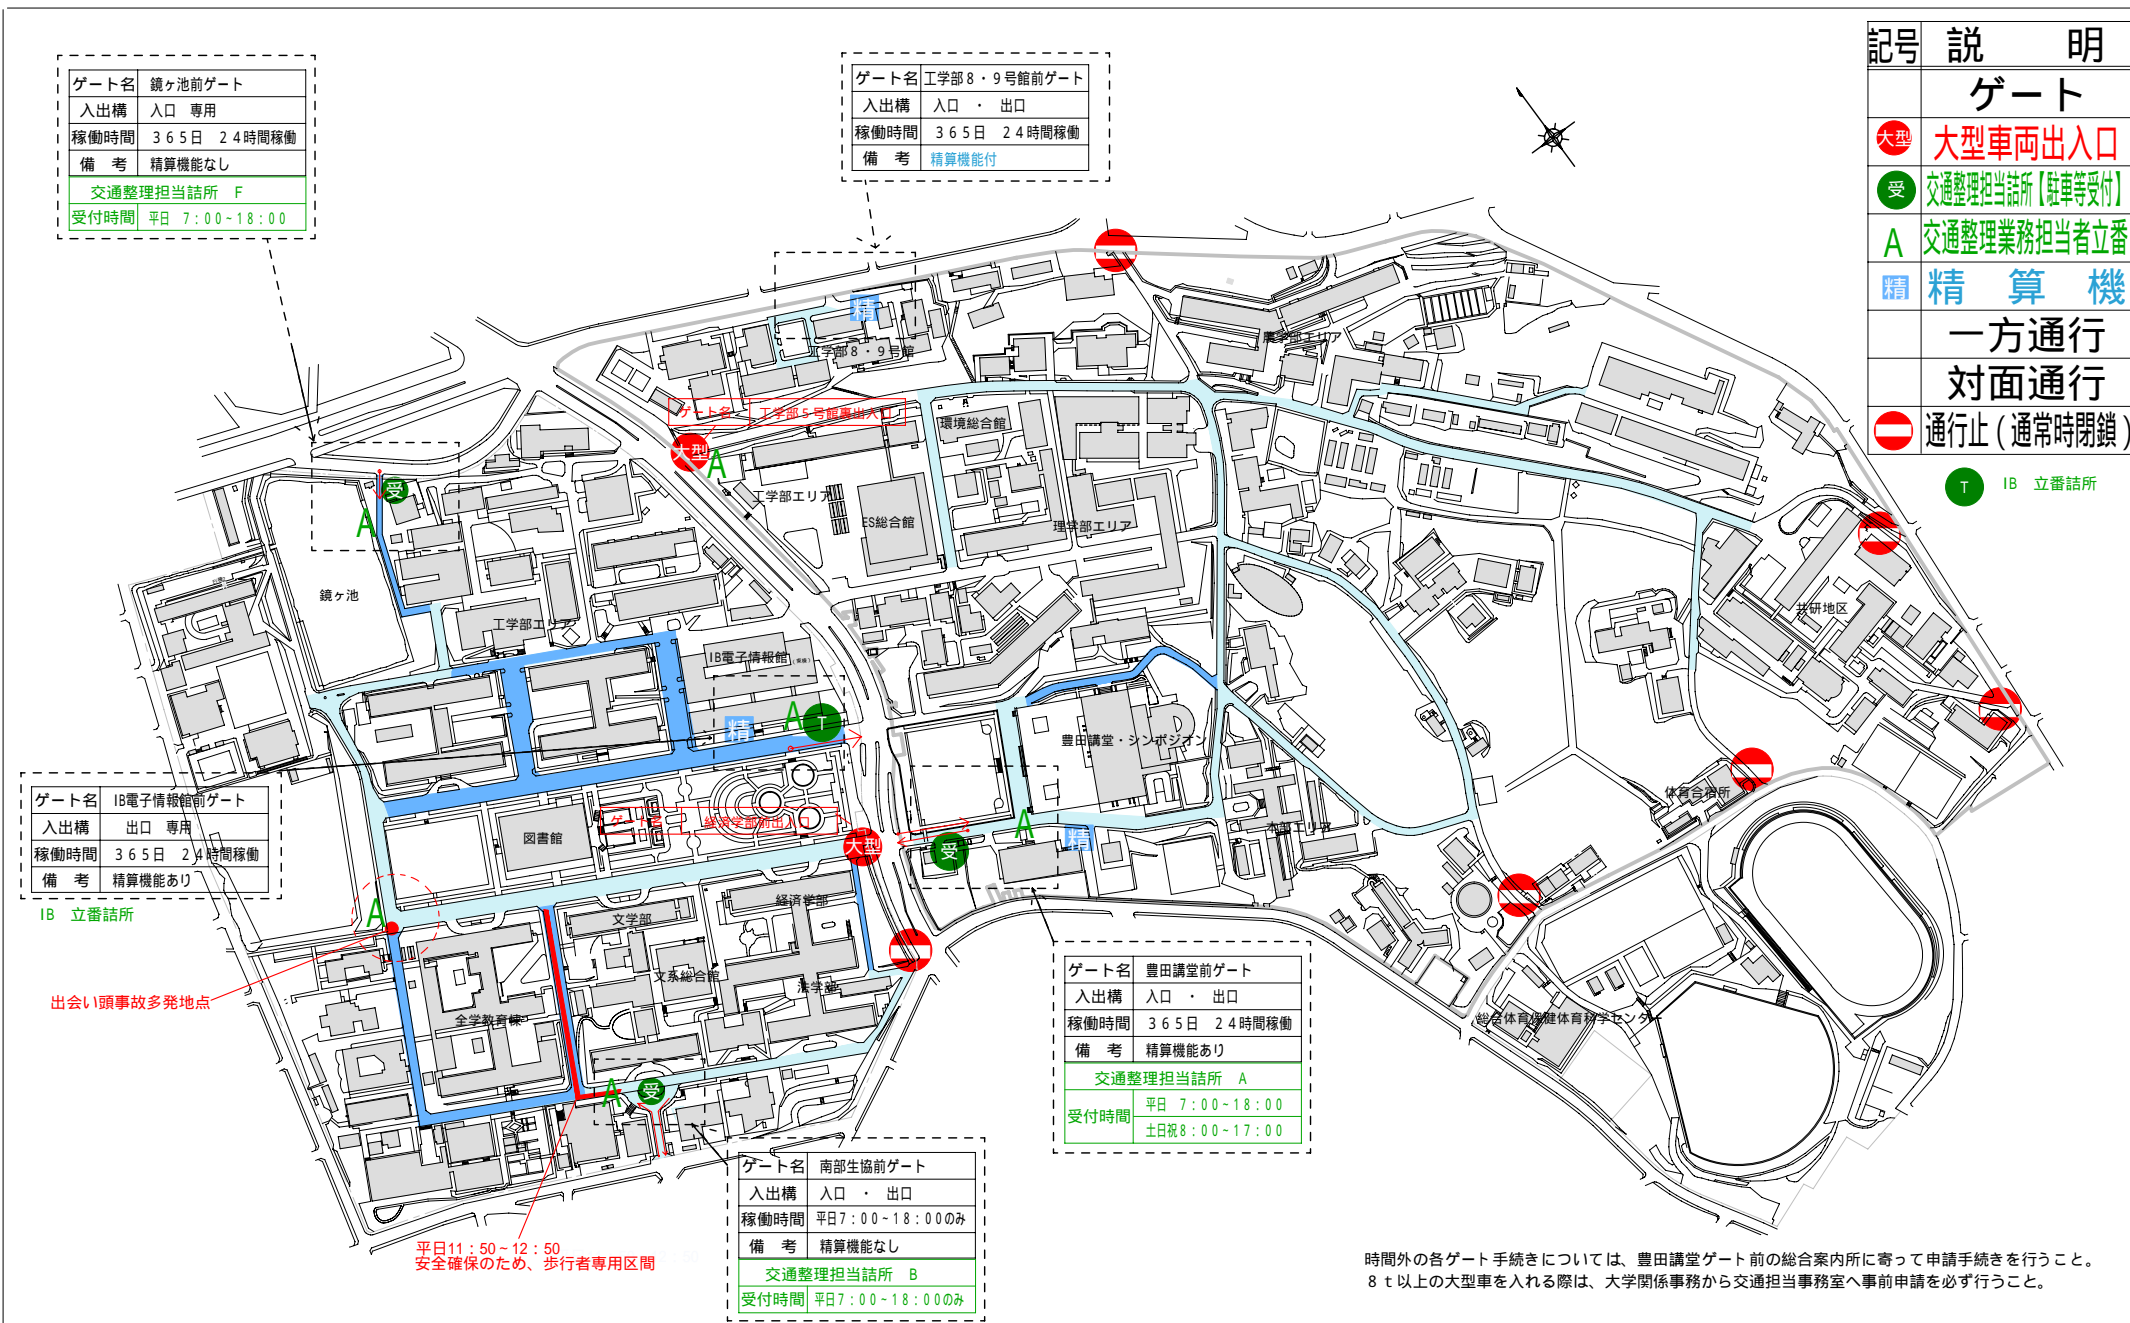 ゲート名 鏡ヶ池前ゲート
入出構 入口 専用
稼働時間 365日 24時間稼働
備 考 精算機能なし
交通整理担当詰所 F
受付時間 平日 7:00~18:00
ゲート名 工学部8・9号館前ゲート
入出構 入口 ・ 出口
稼働時間 365日 24時間稼働
備 考 精算機能付
記号 説 明
ゲート
大型 大型車両出入口
受 交通整理担当詰所【駐車等受付】
A 交通整理業務担当者立番
精 精 算 機
一方通行
対面通行
通行止(通常時閉鎖)
T IB 立番詰所
精
工学部8・9号館
農学部エリア
ゲート名 工学部5号館裏出入口
大型
A
環境総合館
工学部エリア
ES総合館
理学部エリア
受
A
鏡ヶ池
工学部エリア
IB電子情報館
共研地区
精
A
T
豊田講堂・シンポジオン
体育合宿所
ゲート名 IB電子情報館前ゲート
入出構 出口 専用
稼働時間 365日 24時間稼働
備 考 精算機能あり
IB 立番詰所
ゲート名 経済学部前出入口
大型
図書館
受
A
精
本部エリア
A
文学部
経済学部
文系総合館
法学部
出会い頭事故多発地点
全学教育棟
総合体育館保健体育科学センター
A
受
ゲート名 豊田講堂前ゲート
入出構 入口 ・ 出口
稼働時間 365日 24時間稼働
備 考 精算機能あり
交通整理担当詰所 A
受付時間 平日 7:00~18:00
土日祝8:00~17:00
ゲート名 南部生協前ゲート
入出構 入口 ・ 出口
稼働時間 平日7:00~18:00のみ
備 考 精算機能なし
交通整理担当詰所 B
受付時間 平日7:00~18:00のみ
平日11:50~12:50
安全確保のため、歩行者専用区間
時間外の各ゲート手続きについては、豊田講堂ゲート前の総合案内所に寄って申請手続きを行うこと。
8t以上の大型車を入れる際は、大学関係事務から交通担当事務室へ事前申請を必ず行うこと。